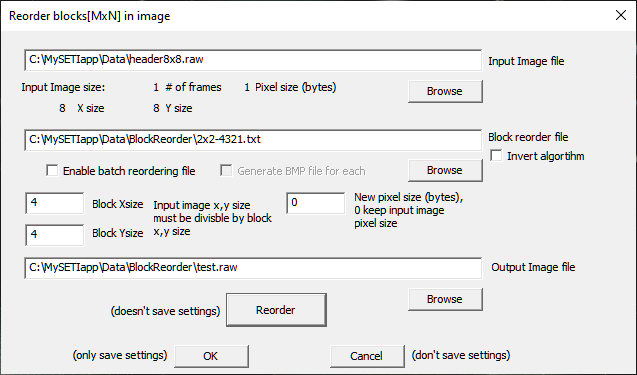 Reorder blocks[MxN] in image
C:\MySETIapp\Data\header8x8.raw
Input Image file
Input Image size:
1 # of frames
1 Pixel size (bytes)
Browse
8 X size
8 Y size
C:\MySETIapp\Data\BlockReorder\2x2-4321.txt
Block reorder file
Invert algortihm
Enable batch reordering file
Generate BMP file for each
Browse
4
Block Xsize
Input image x,y size
must be divisble by block
x,y size
0
New pixel size (bytes),
0 keep input image
pixel size
4
Block Ysize
C:\MySETIapp\Data\BlockReorder\test.raw
Output Image file
Browse
(doesn't save settings)
Reorder
(only save settings)
OK
Cancel
(don't save settings)